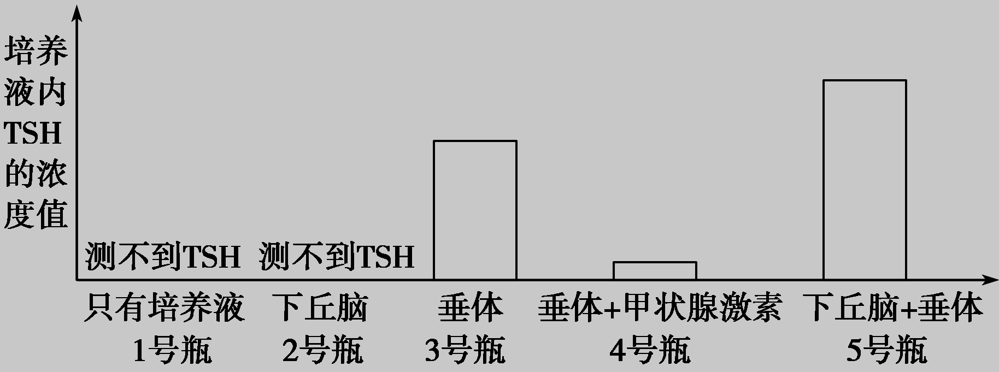 培养
液内
TSH
的浓
度值
测不到TSH 测不到TSH
只有培养液 下丘脑 垂体 垂体+甲状腺激素 下丘脑+垂体
1号瓶 2号瓶 3号瓶 4号瓶 5号瓶